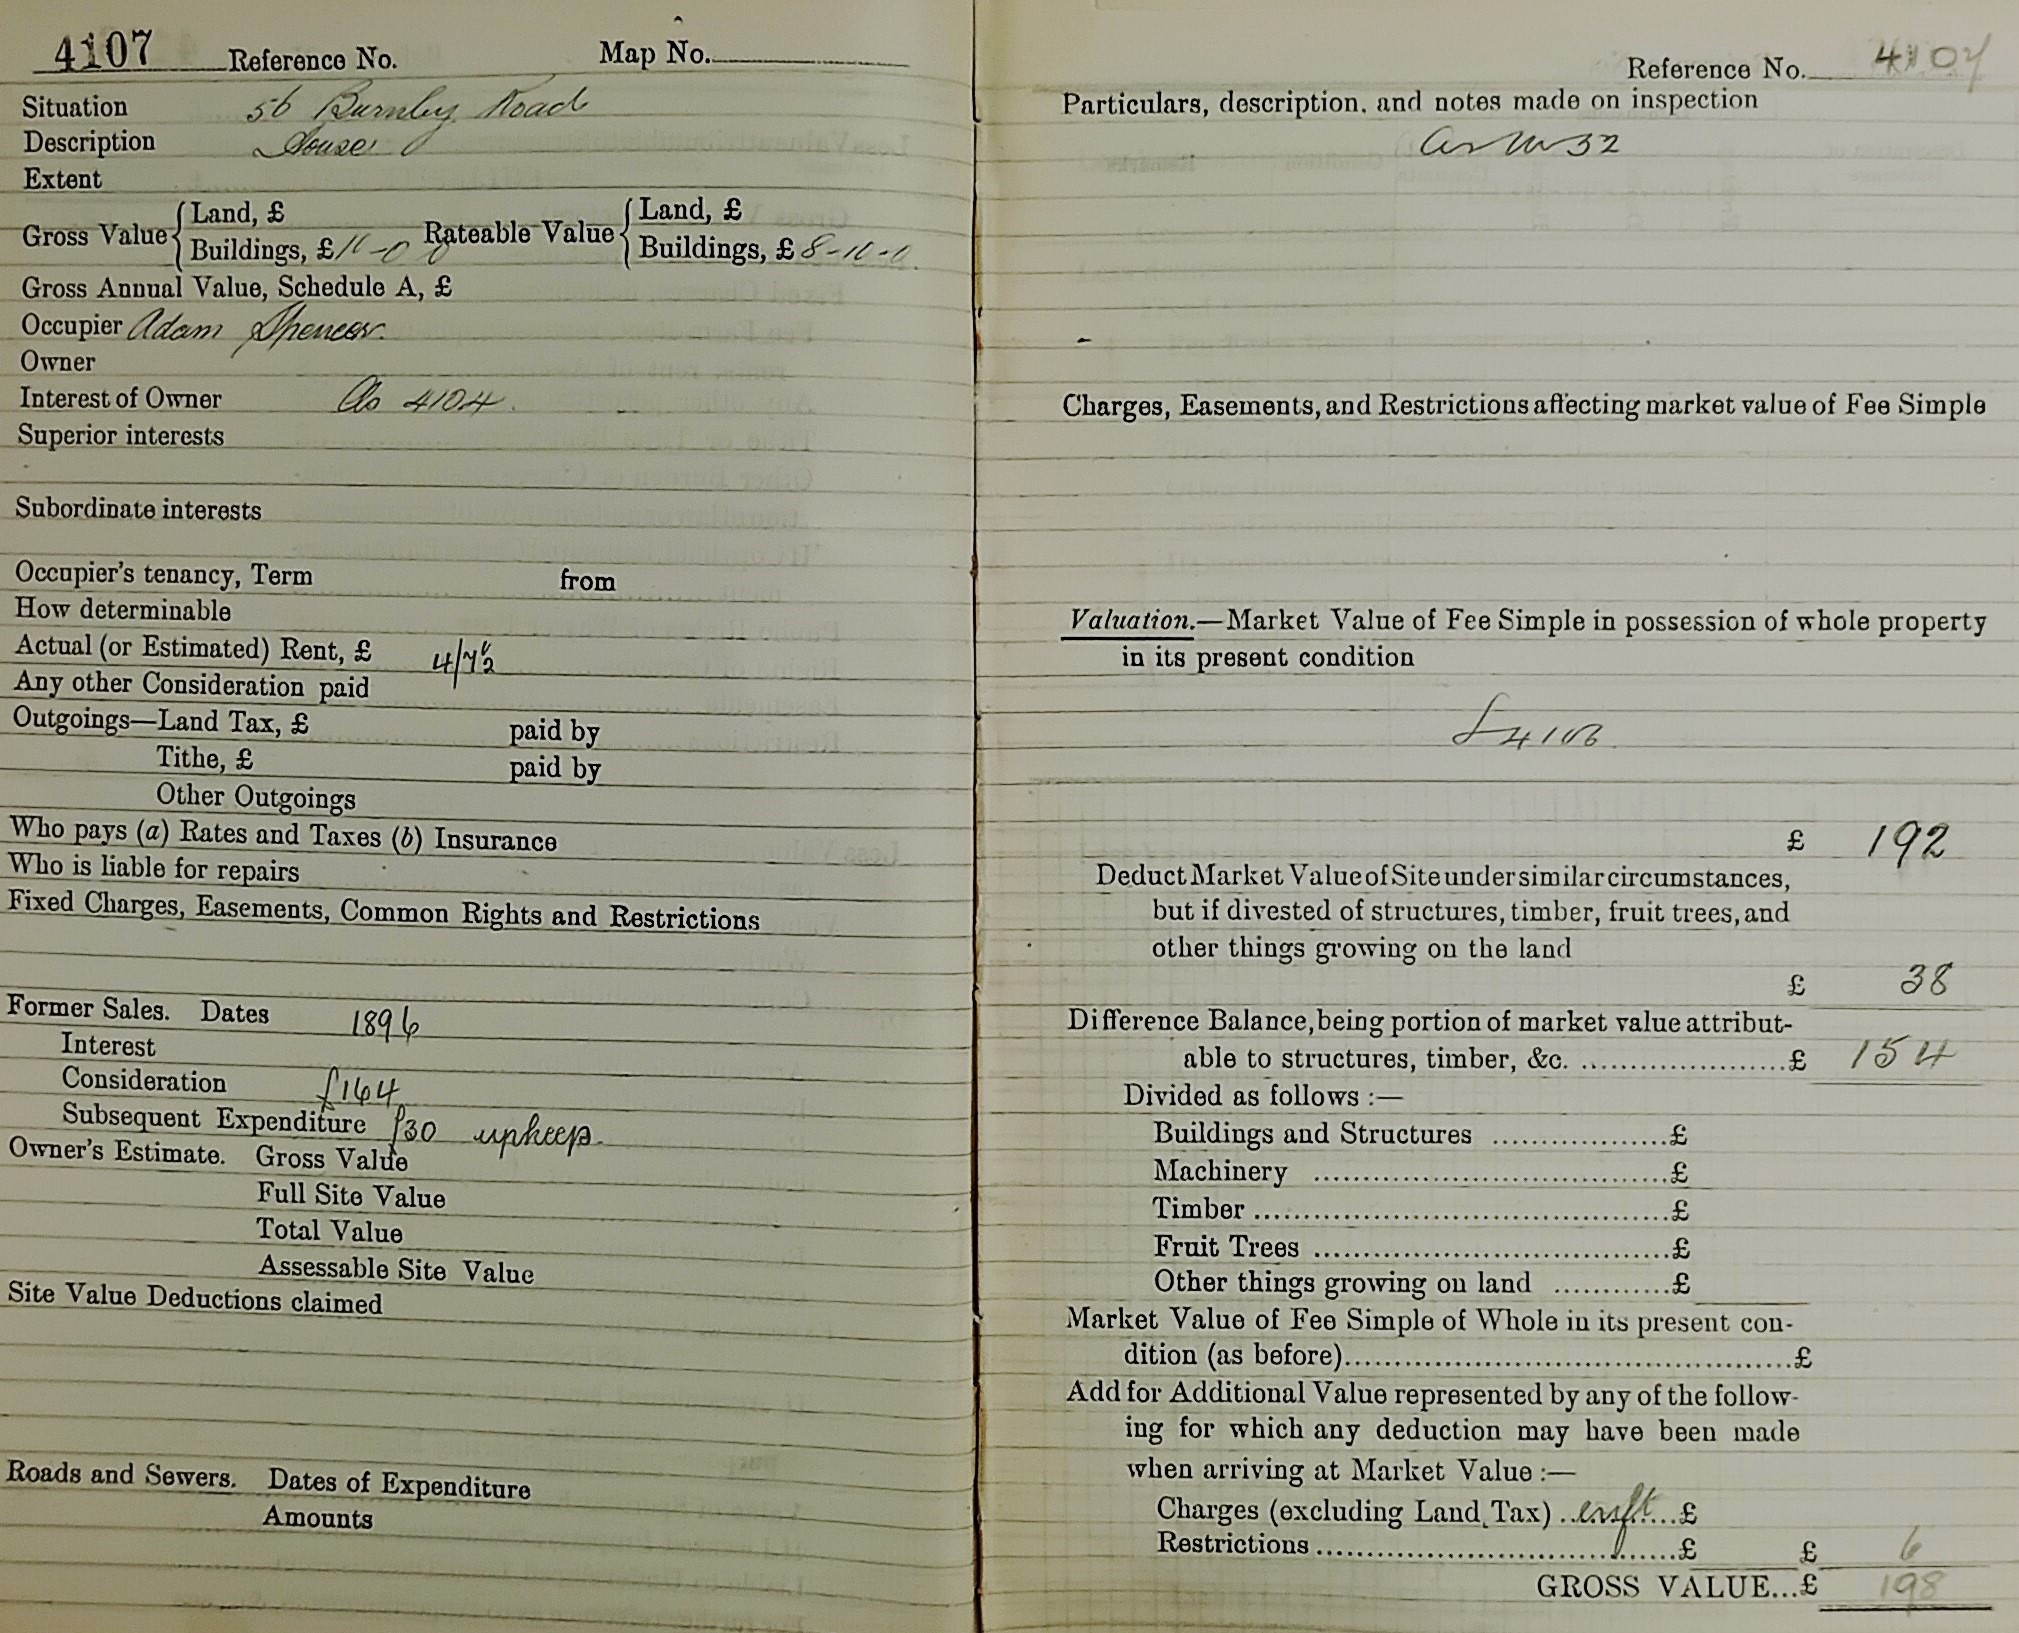 4107 Reference No. Map No.
Situation 56 Burnley Road
Description House
Extent
Gross Value { Land, £ Rateable Value { Land, £
Buildings, £ 11-0 0 Buildings, £ 8-10-0
Gross Annual Value, Schedule A, £
Occupier Adam Spencer.
Owner
Interest of Owner As 4104.
Superior interests
Subordinate interests
Occupier's tenancy, Term from
How determinable
Actual (or Estimated) Rent, £ 4/7½
Any other Consideration paid
Outgoings—Land Tax, £ paid by
Tithe, £ paid by
Other Outgoings
Who pays (a) Rates and Taxes (b) Insurance
Who is liable for repairs
Fixed Charges, Easements, Common Rights and Restrictions
Former Sales. Dates 1896
Interest
Consideration £164
Subsequent Expenditure £30 upkeep.
Owner's Estimate. Gross Value
Full Site Value
Total Value
Assessable Site Value
Site Value Deductions claimed
Roads and Sewers. Dates of Expenditure
Amounts
Reference No. 4107
Particulars, description, and notes made on inspection
32
Charges, Easements, and Restrictions affecting market value of Fee Simple
Valuation.—Market Value of Fee Simple in possession of whole property
in its present condition
£ 192
Deduct Market Value of Site under similar circumstances,
but if divested of structures, timber, fruit trees, and
other things growing on the land
£ 38
Difference Balance, being portion of market value attribut-
able to structures, timber, &c. ....................£ 154
Divided as follows :—
Buildings and Structures ..................£
Machinery ....................................£
Timber ..........................................£
Fruit Trees ....................................£
Other things growing on land ............£
Market Value of Fee Simple of Whole in its present con-
dition (as before)............................................£
Add for Additional Value represented by any of the follow-
ing for which any deduction may have been made
when arriving at Market Value :—
Charges (excluding Land Tax) ............£
Restrictions ....................................£ £ 6
GROSS VALUE...£ 198